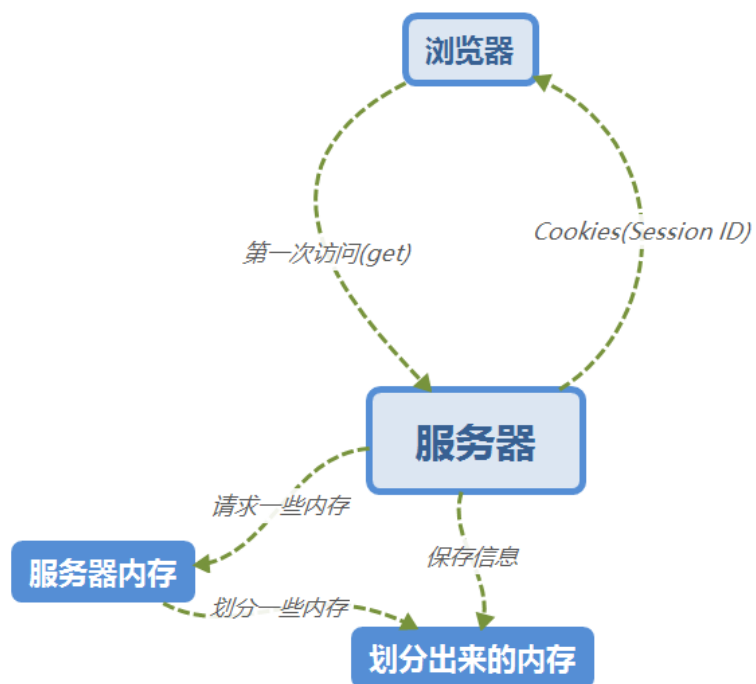 浏览器
Cookies(Session ID)
第一次访问(get)
服务器
请求一些内存
保存信息
服务器内存
划分一些内存
划分出来的内存